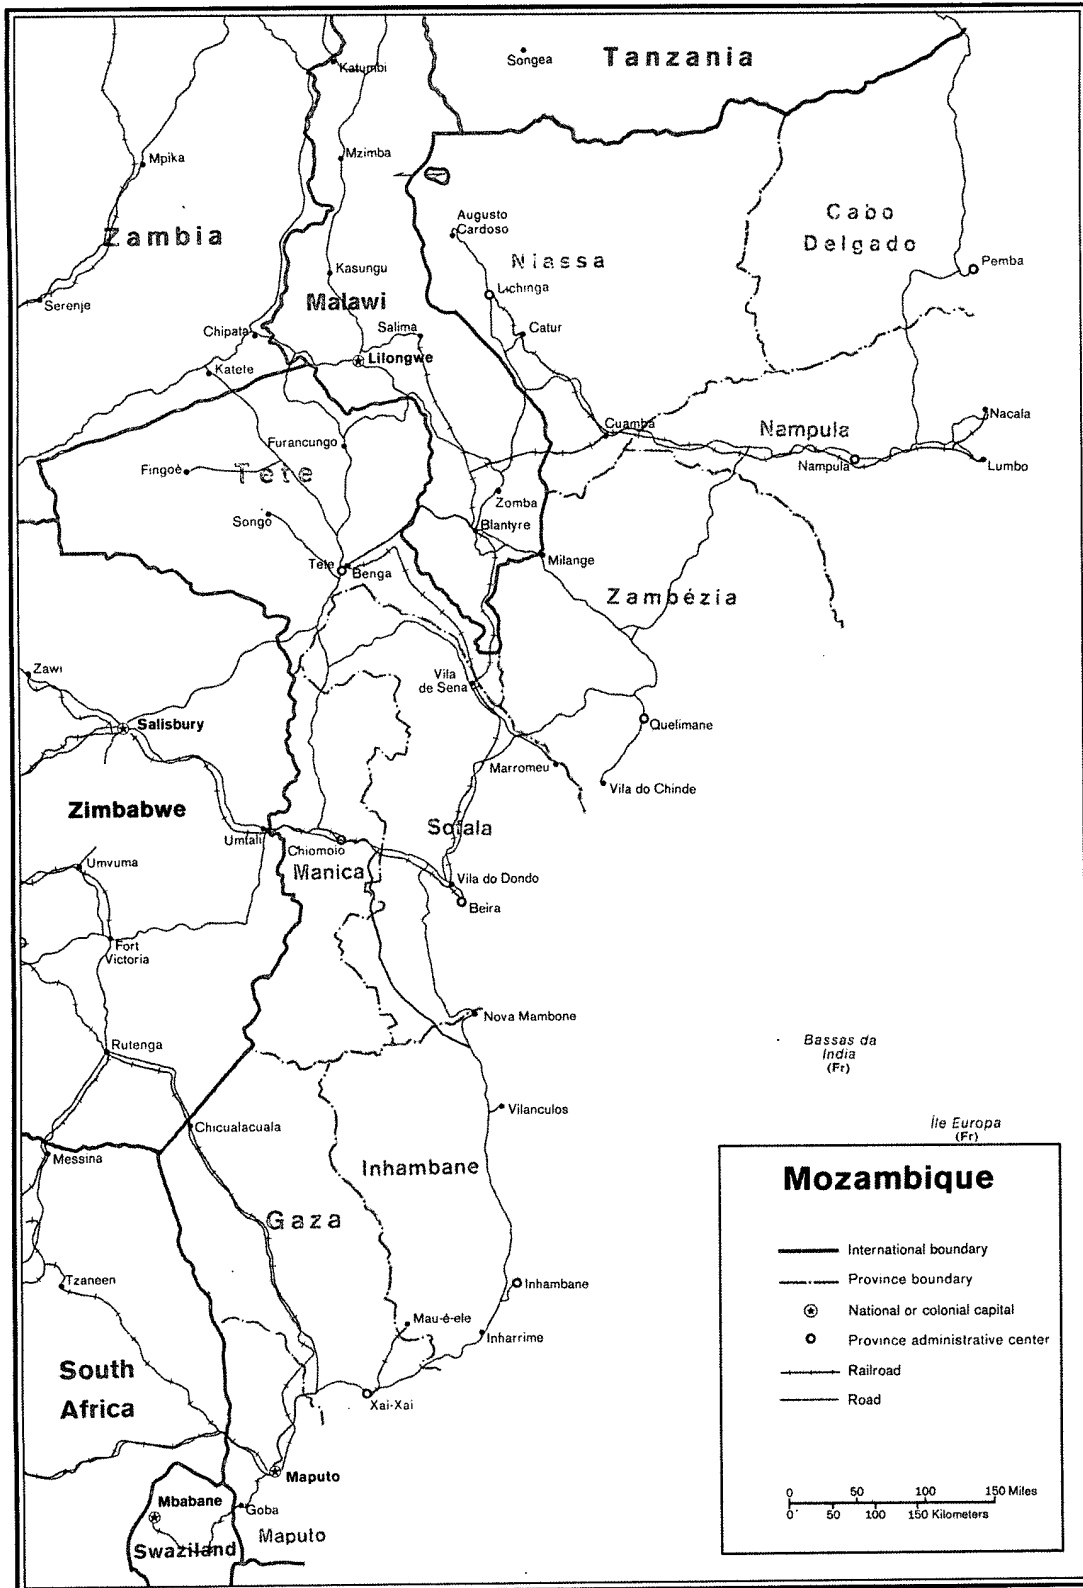 Songea
Tanzania
Katumbi
Mpika
Mzimba
Zambia
Augusto
Cardoso
Niassa
Cabo
Delgado
Pemba
Kasungu
Lichinga
Malawi
Serenje
Chipata
Salima
Catur
Lilongwe
Katete
Nacala
Cuamba
Nampula
Furancungo
Fingoè
Tete
Nampula
Lumbo
Zomba
Songo
Blantyre
Milange
Tete
Benga
Zambézia
Zawi
Vila
de Sena
Salisbury
Quelimane
Marromeu
Vila do Chinde
Zimbabwe
Umtali
Chiomoio
Sofala
Umvuma
Manica
Vila do Dondo
Beira
Fort
Victoria
Nova Mambone
Rutenga
Bassas da
India
(Fr)
Vilanculos
Chicualacuala
Île Europa
(Fr)
Messina
Inhambane
Gaza
Tzaneen
Inhambane
Mau-é-ele
Inharrime
South
Africa
Xai-Xai
Maputo
Mbabane
Goba
Maputo
Swaziland
Mozambique
International boundary
Province boundary
National or colonial capital
Province administrative center
Railroad
Road
0 50 100 150 Miles
0 50 100 150 Kilometers